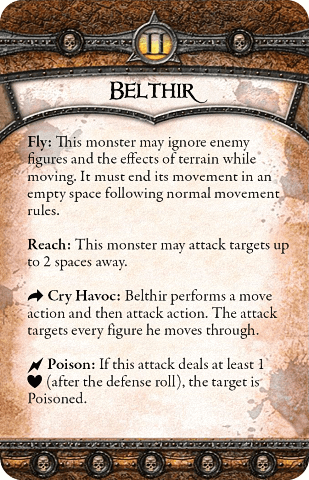 II
BELTHIR
Fly: This monster may ignore enemy
figures and the effects of terrain while
moving. It must end its movement in an
empty space following normal movement
rules.
Reach: This monster may attack targets up
to 2 spaces away.
Cry Havoc: Belthir performs a move
action and then attack action. The attack
targets every figure he moves through.
Poison: If this attack deals at least 1
(after the defense roll), the target is
Poisoned.